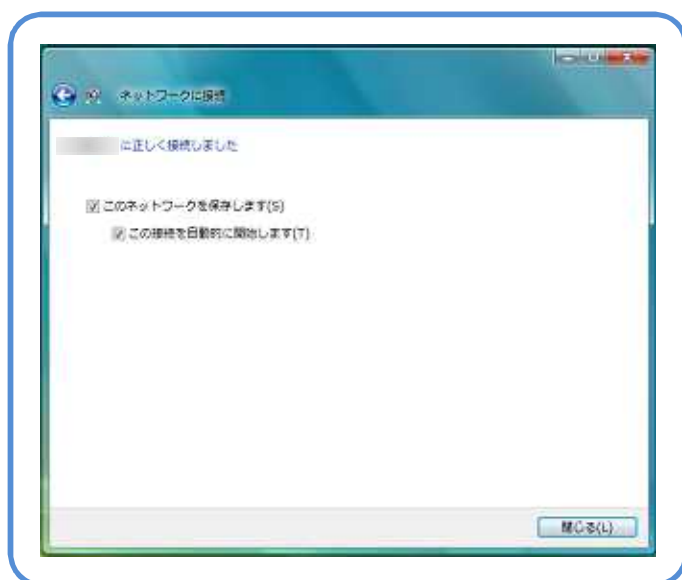 ネットワークに接続
に正しく接続しました
このネットワークを保存します(S)
この接続を自動的に開始します(T)
閉じる(L)